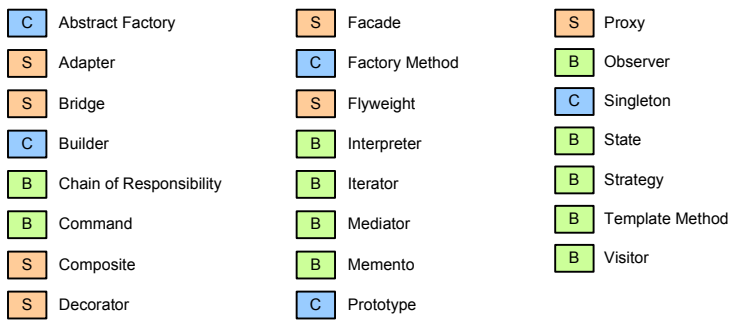 C Abstract Factory
S Adapter
S Bridge
C Builder
B Chain of Responsibility
B Command
S Composite
S Decorator
S Facade
C Factory Method
S Flyweight
B Interpreter
B Iterator
B Mediator
B Memento
C Prototype
S Proxy
B Observer
C Singleton
B State
B Strategy
B Template Method
B Visitor